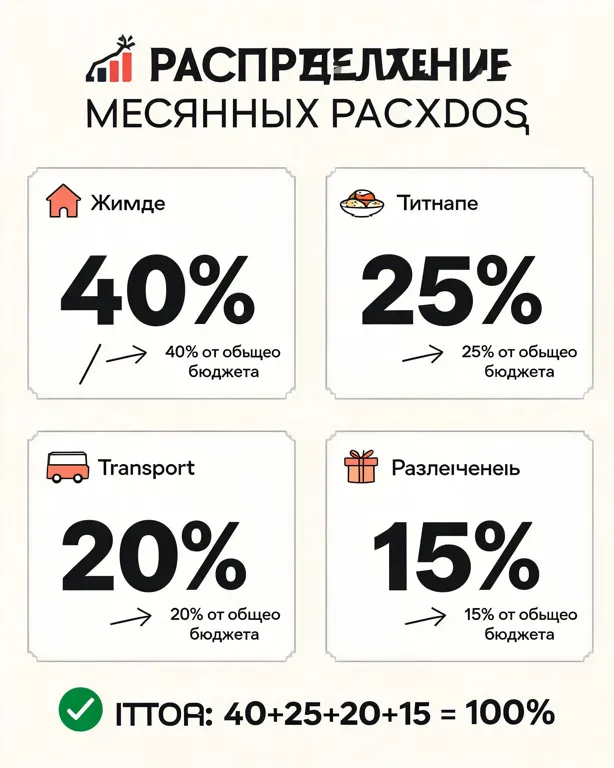 МЕСЯННЫХ
Жимде
40%
40% от обьщео
бюджета
Титнапе
25%
25% от обьщео
бюджета
Transport
20%
20% от общео
бюджета
15%
15% от общео
бюджета
40+25+20+15 = 100%